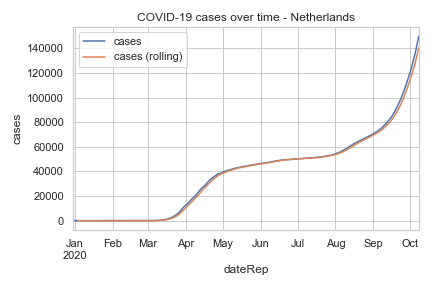 COVID-19 cases over time - Netherlands
cases
cases (rolling)
cases
140000
120000
100000
80000
60000
40000
20000
0
Jan Feb Mar Apr May Jun Jul Aug Sep Oct
2020
dateRep